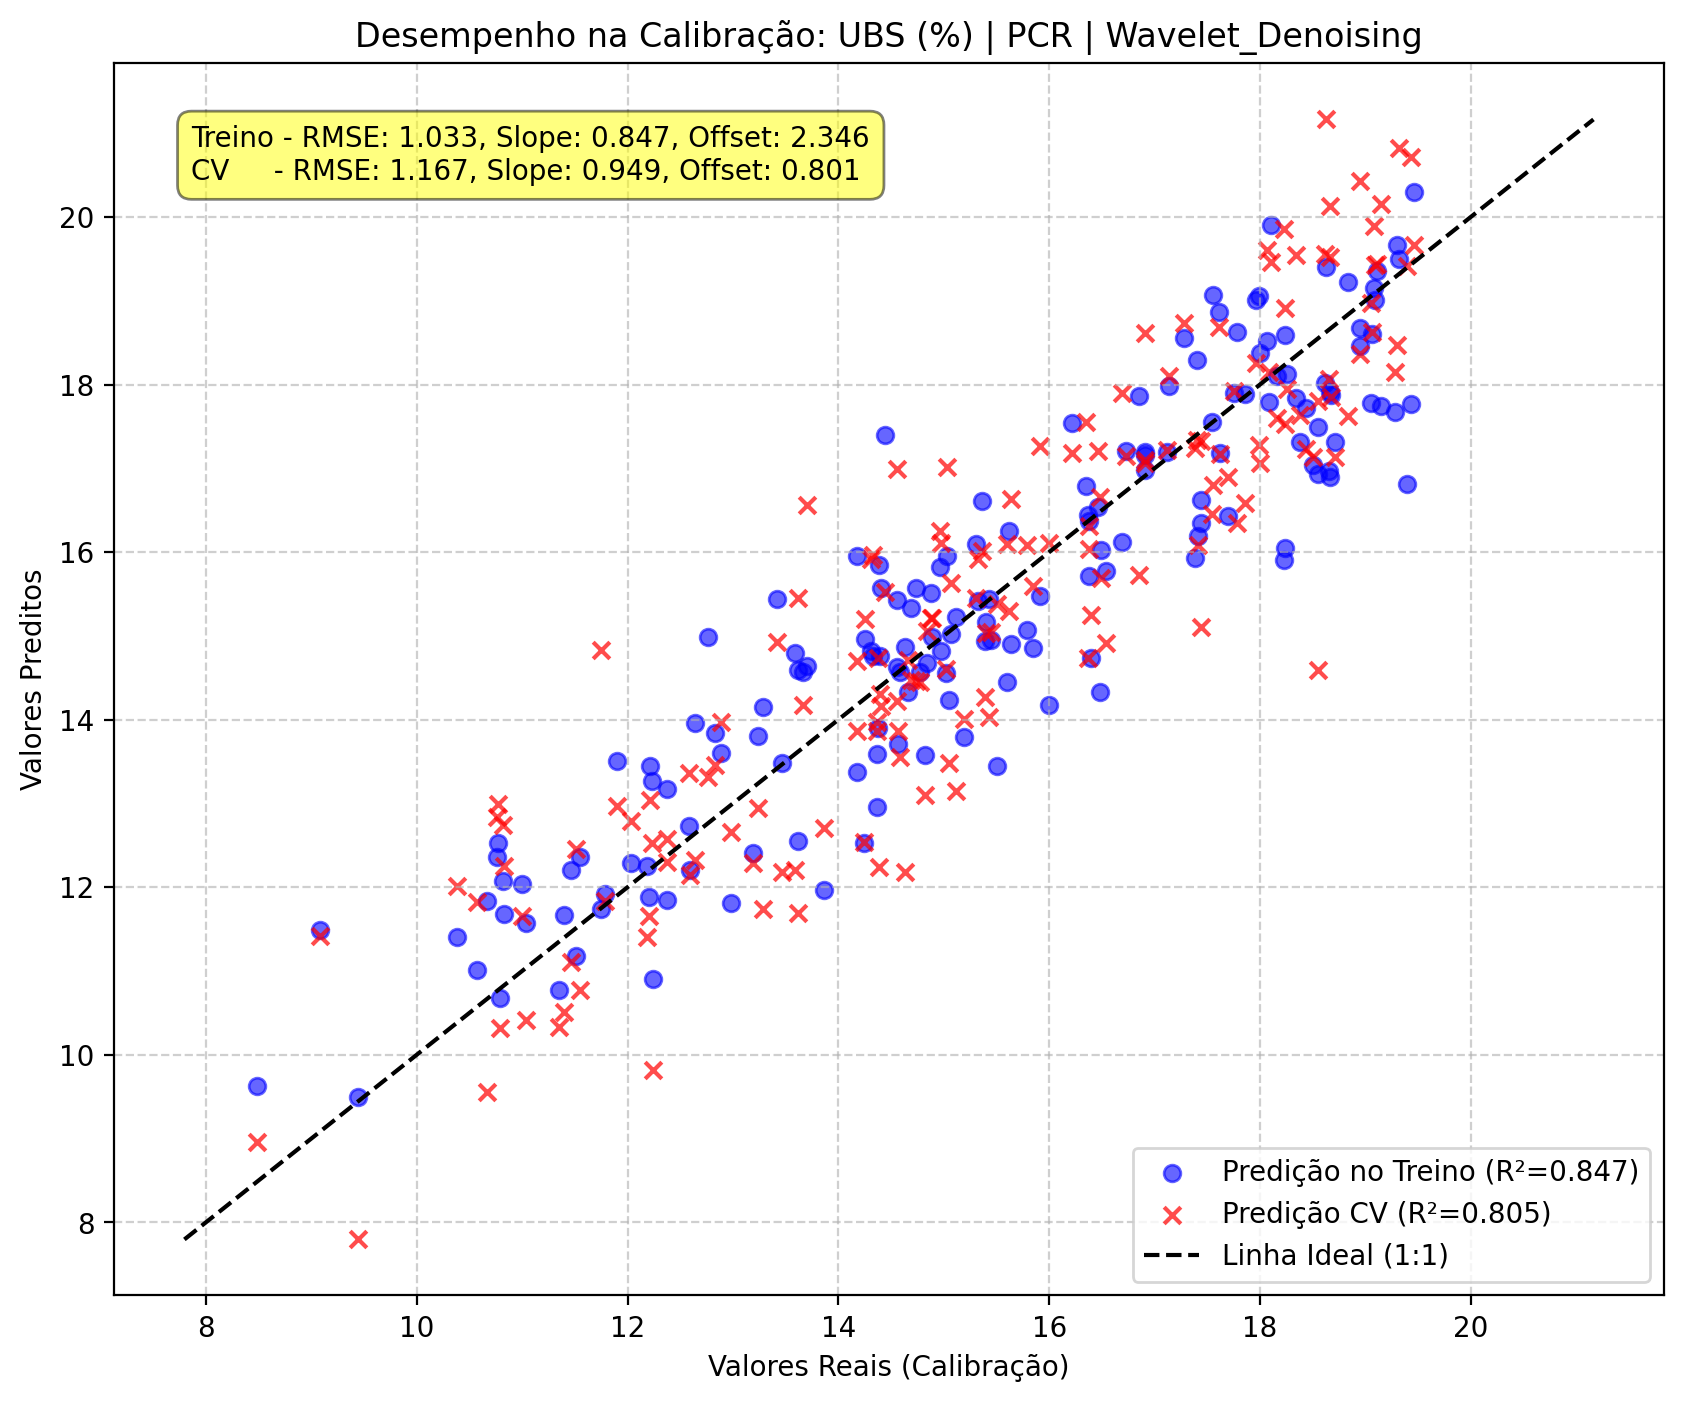 Desempenho na Calibração: UBS (%) | PCR | Wavelet_Denoising
Treino - RMSE: 1.033, Slope: 0.847, Offset: 2.346
CV - RMSE: 1.167, Slope: 0.949, Offset: 0.801
Valores Preditos
20
18
16
14
12
10
8
Predição no Treino (R²=0.847)
Predição CV (R²=0.805)
Linha Ideal (1:1)
8 10 12 14 16 18 20
Valores Reais (Calibração)